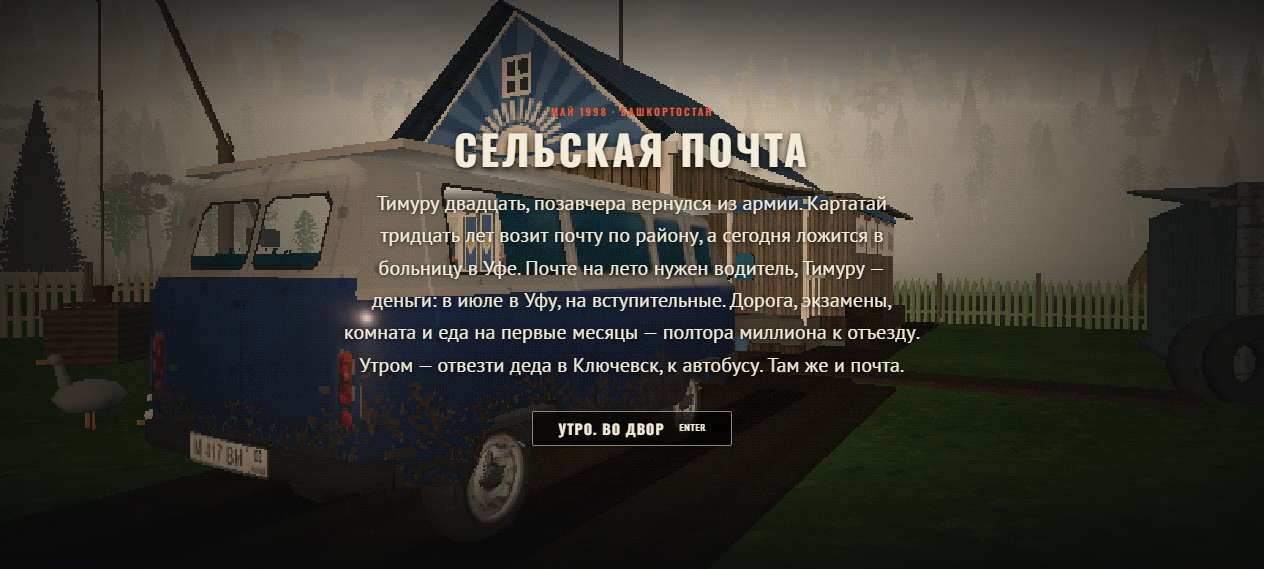 МАЙ 1998 · БАШКОРТОСТАН
СЕЛЬСКАЯ ПОЧТА
Тимуру двадцать, позавчера вернулся из армии. Картатай
тридцать лет возит почту по району, а сегодня ложится в
больницу в Уфе. Почте на лето нужен водитель, Тимуру —
деньги: в июле в Уфу, на вступительные. Дорога, экзамены,
комната и еда на первые месяцы — полтора миллиона к отъезду.
Утром — отвезти деда в Ключевск, к автобусу. Там же и почта.
УТРО. ВО ДВОР ENTER
М 417 ВН